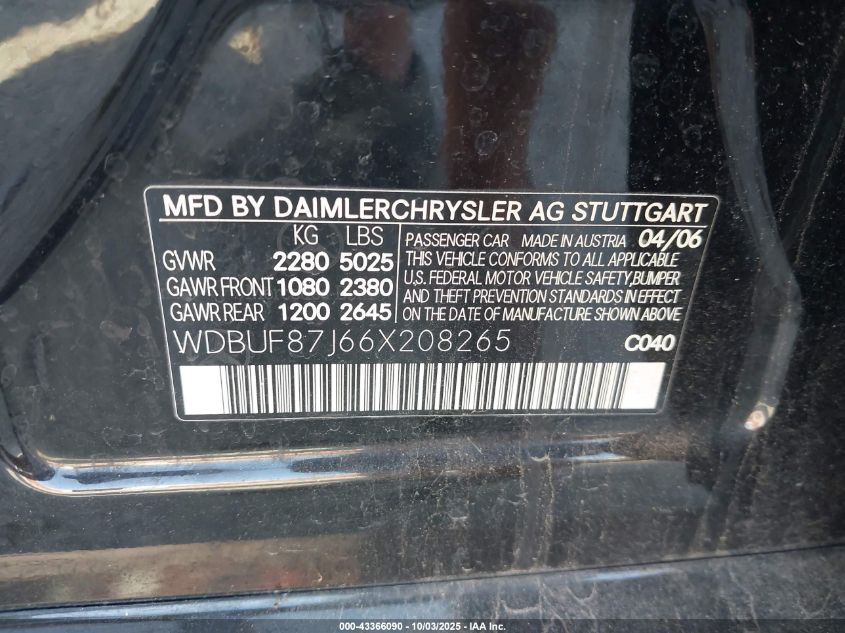 MFD BY DAIMLERCHRYSLER AG STUTTGART
KG LBS
GVWR 2280 5025
GAWR FRONT 1080 2380
GAWR REAR 1200 2645
PASSENGER CAR MADE IN AUSTRIA 04/06
THIS VEHICLE CONFORMS TO ALL APPLICABLE
U.S. FEDERAL MOTOR VEHICLE SAFETY,BUMPER
AND THEFT PREVENTION STANDARDS IN EFFECT
ON THE DATE OF MANUFACTURE SHOWN ABOVE
WDBUF87J66X208265 C040
000-43366090 - 10/03/2025 - IAA Inc.